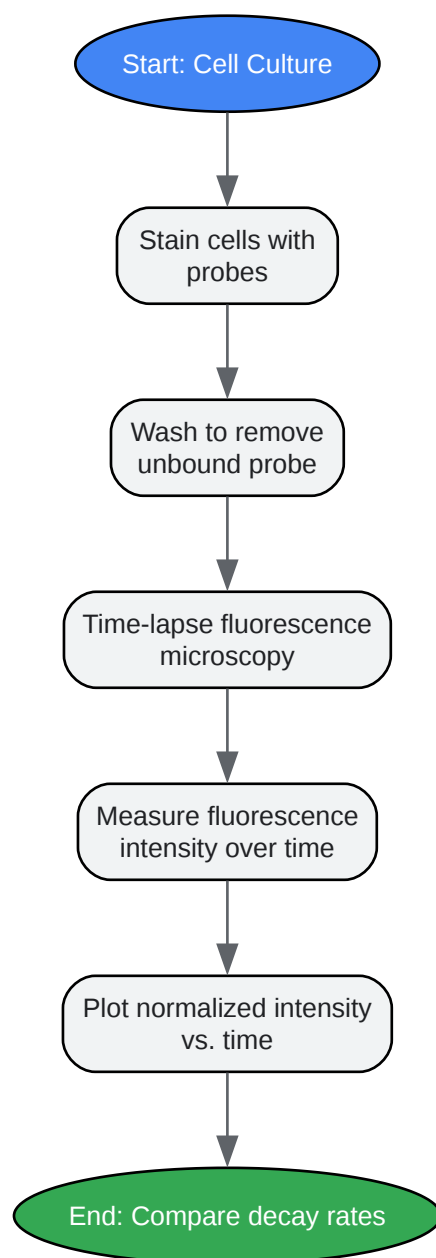 Start: Cell Culture
Stain cells with
probes
Wash to remove
unbound probe
Time-lapse fluorescence
microscopy
Measure fluorescence
intensity over time
Plot normalized intensity
vs. time
End: Compare decay rates